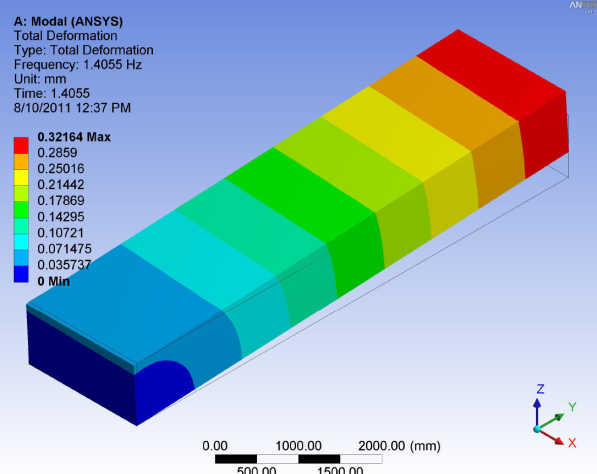 AN
A: Modal (ANSYS)
Total Deformation
Type: Total Deformation
Frequency: 1.4055 Hz
Unit: mm
Time: 1.4055
8/10/2011 12:37 PM
0.32164 Max
0.2859
0.25016
0.21442
0.17869
0.14295
0.10721
0.071475
0.035737
0 Min
Z
Y
X
0.00 1000.00 2000.00 (mm)
500.00 1500.00